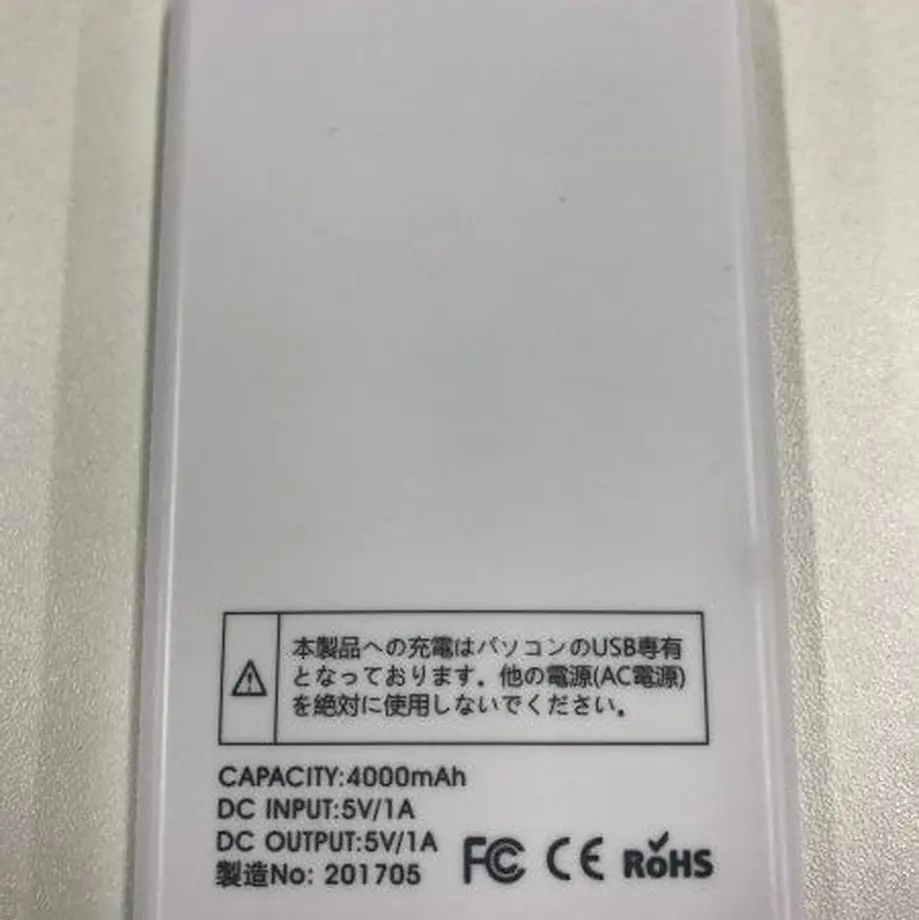 本製品への充電はパソコンのUSB専有
となっております。他の電源(AC電源)
を絶対に使用しないでください。
CAPACITY:4000mAh
DC INPUT:5V/1A
DC OUTPUT:5V/1A
製造No: 201705
FC CE RoHS